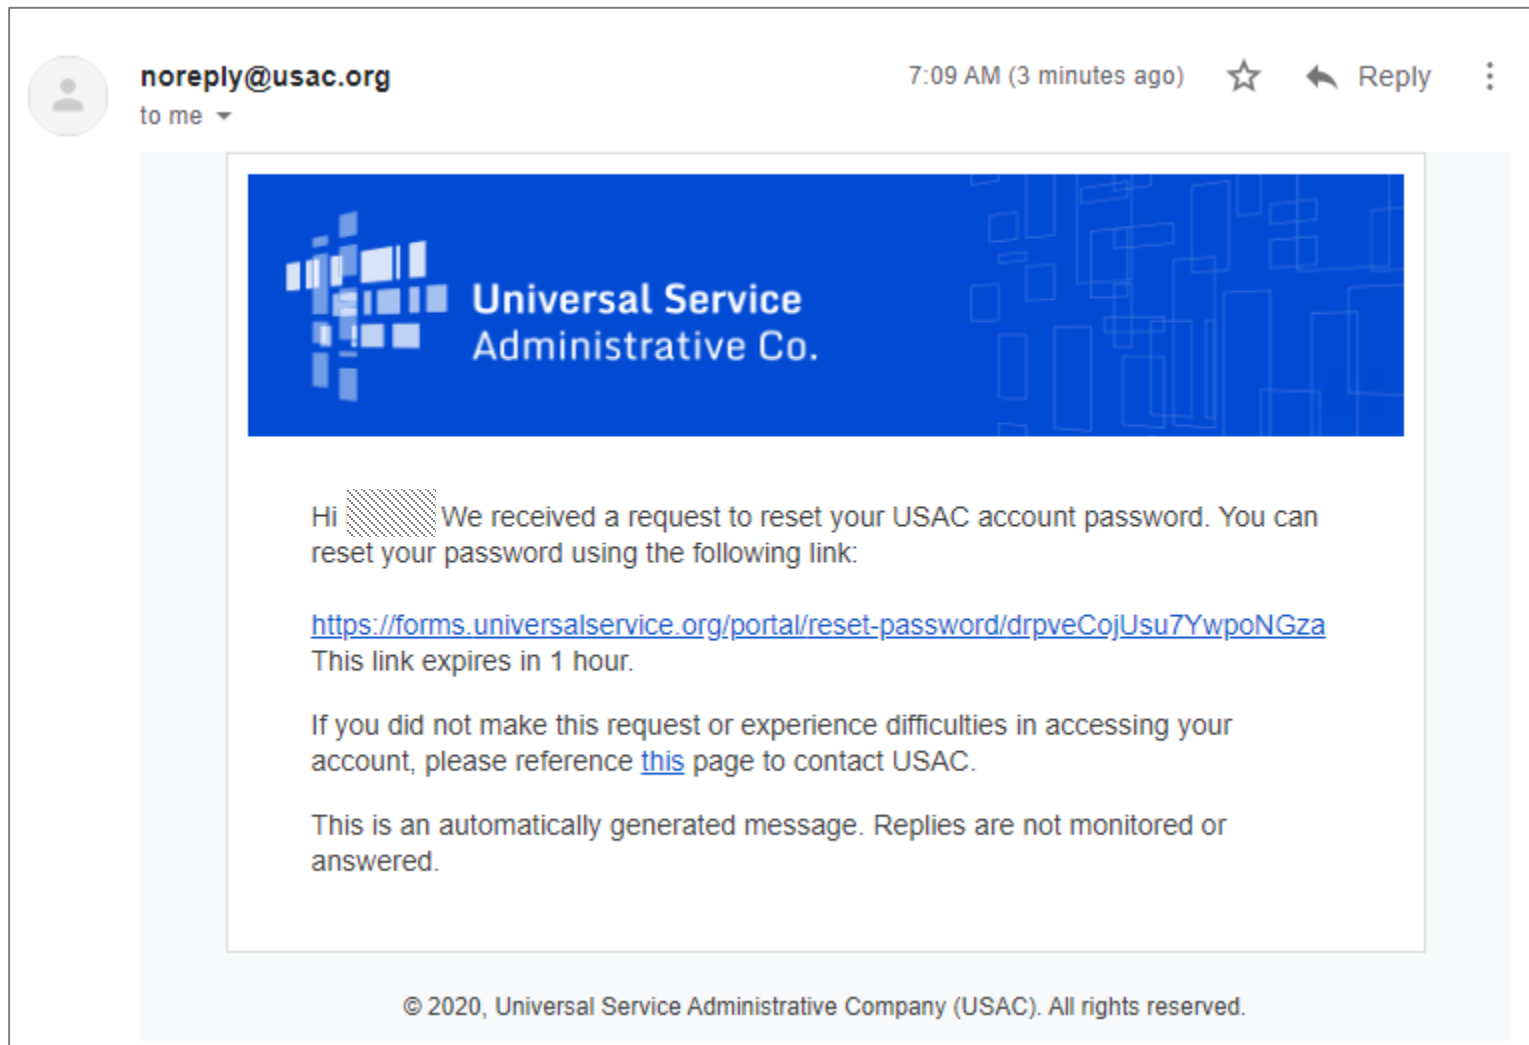 noreply@usac.org
7:09 AM (3 minutes ago)
Reply
to me
Universal Service
Administrative Co.
Hi We received a request to reset your USAC account password. You can
reset your password using the following link:
https://forms.universalservice.org/portal/reset-password/drpveCojUsu7YwpoNGza
This link expires in 1 hour.
If you did not make this request or experience difficulties in accessing your
account, please reference this page to contact USAC.
This is an automatically generated message. Replies are not monitored or
answered.
© 2020, Universal Service Administrative Company (USAC). All rights reserved.